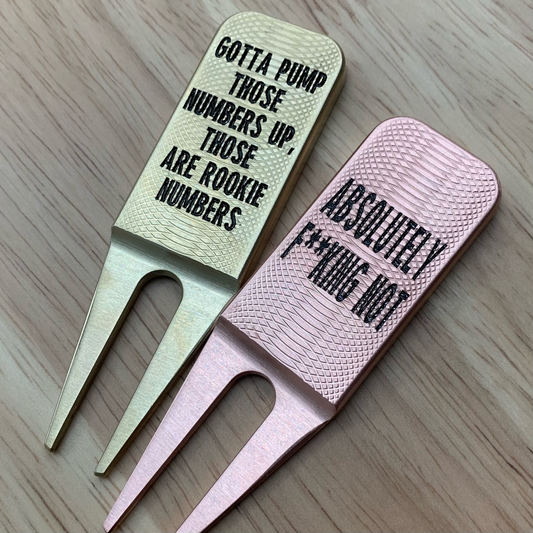 GOTTA PUMP
THOSE
NUMBERS UP,
THOSE
ARE ROOKIE
NUMBERS
ABSOLUTELY
F**KING NOT